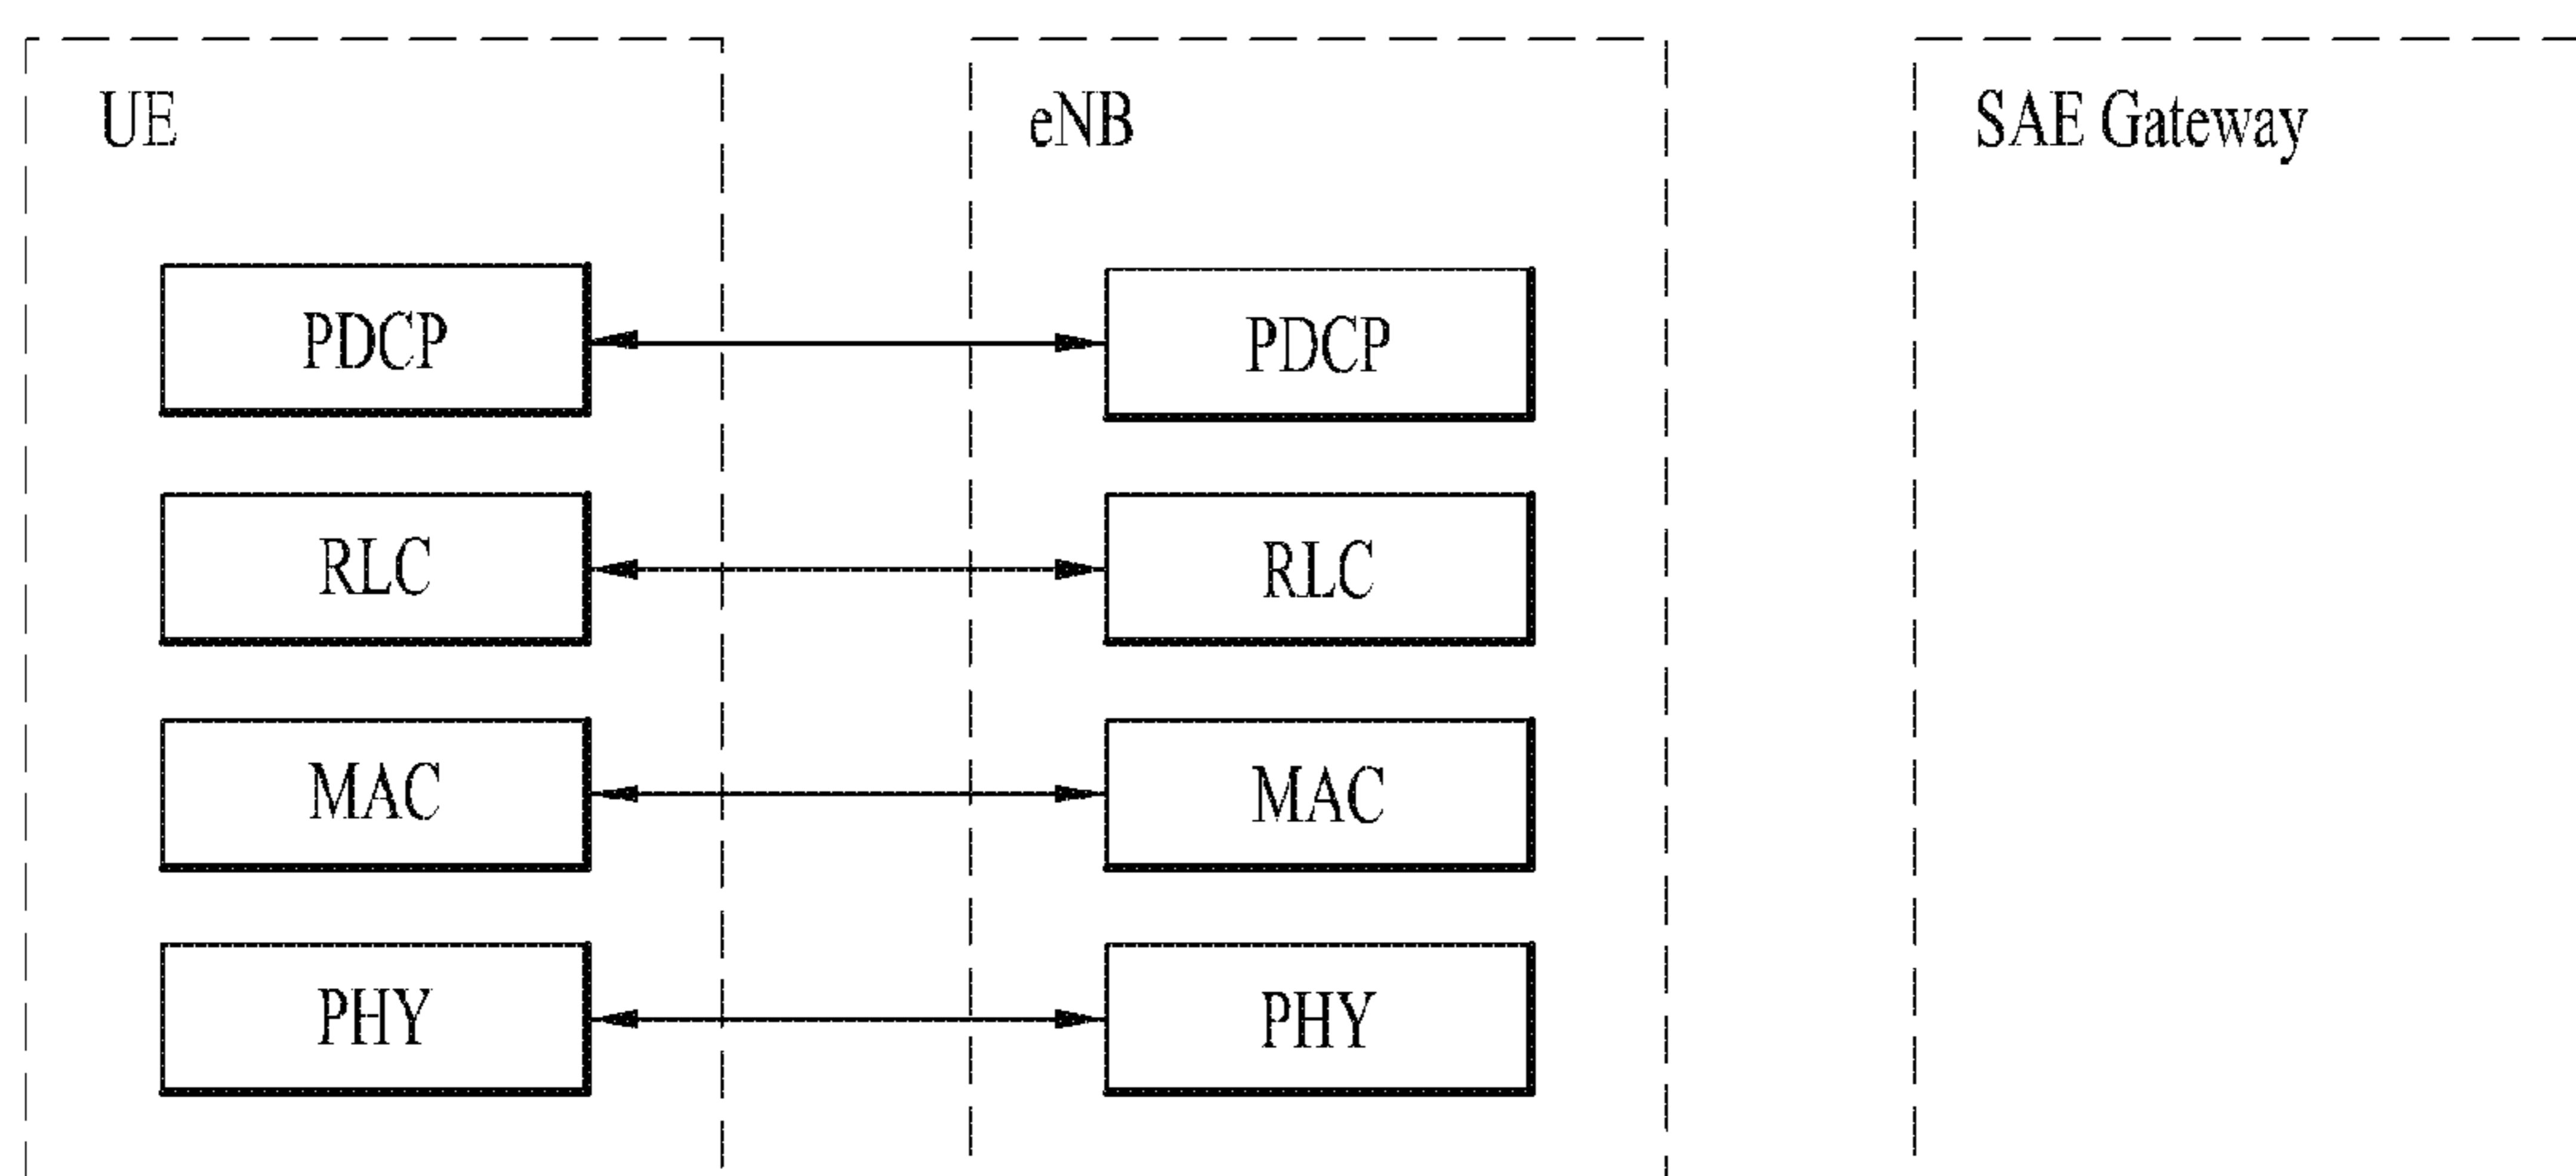 UE
eNB
SAE Gateway
PDCP
PDCP
RLC
RLC
MAC
MAC
PHY
PHY